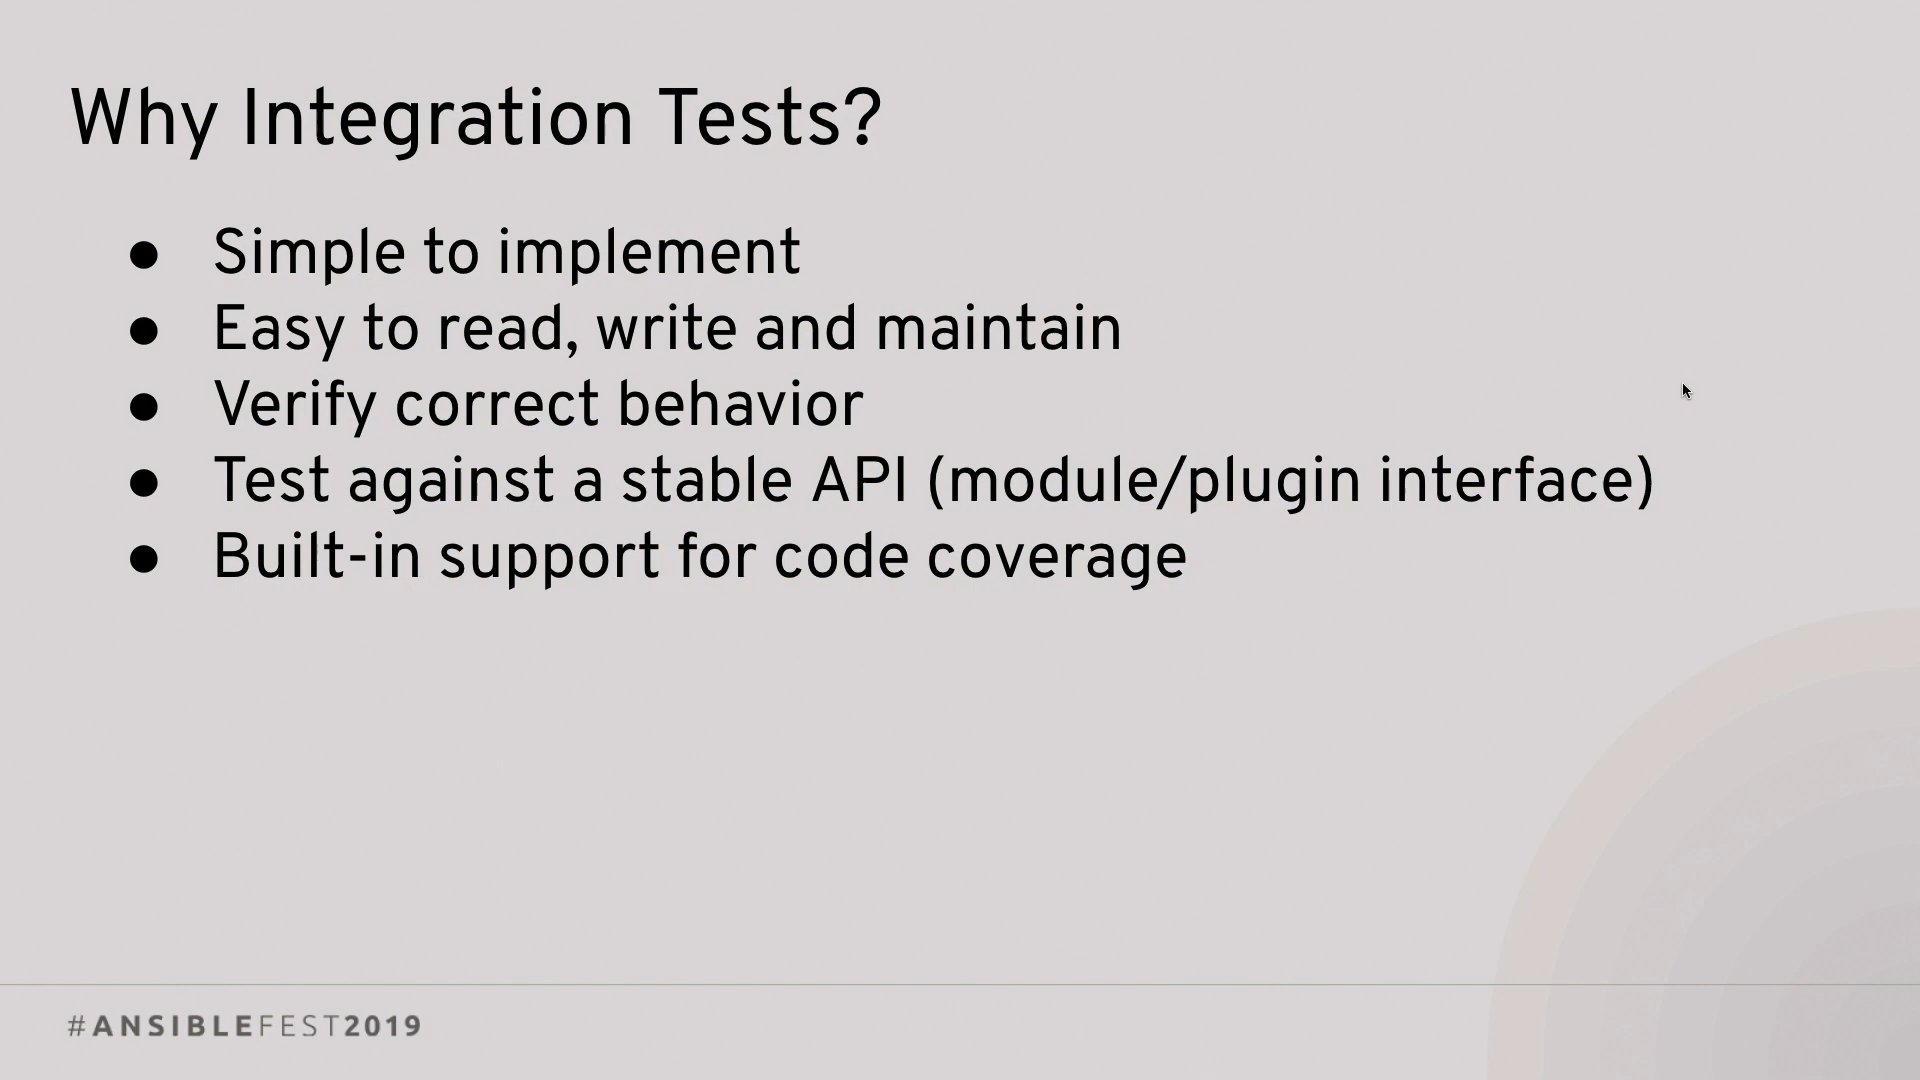 Why Integration Tests?
● Simple to implement
● Easy to read, write and maintain
● Verify correct behavior
● Test against a stable API (module/plugin interface)
● Built-in support for code coverage
#ANSIBLEFEST2019